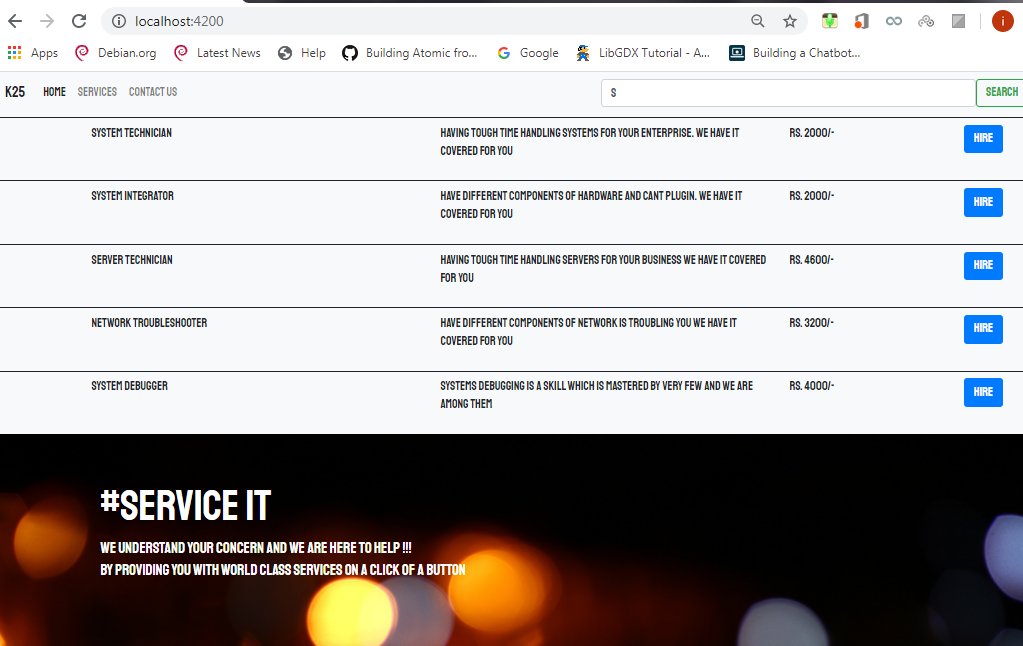 localhost:4200
i
Apps Debian.org Latest News Help Building Atomic fro... Google LibGDX Tutorial - A... Building a Chatbot...
K25 HOME SERVICES CONTACT US S SEARCH
SYSTEM TECHNICIAN HAVING TOUGH TIME HANDLING SYSTEMS FOR YOUR ENTERPRISE. WE HAVE IT RS. 2000/- HIRE
COVERED FOR YOU
SYSTEM INTEGRATOR HAVE DIFFERENT COMPONENTS OF HARDWARE AND CANT PLUGIN. WE HAVE IT RS. 2000/- HIRE
COVERED FOR YOU
SERVER TECHNICIAN HAVING TOUGH TIME HANDLING SERVERS FOR YOUR BUSINESS WE HAVE IT COVERED RS. 4600/- HIRE
FOR YOU
NETWORK TROUBLESHOOTER HAVE DIFFERENT COMPONENTS OF NETWORK IS TROUBLING YOU WE HAVE IT RS. 3200/- HIRE
COVERED FOR YOU
SYSTEM DEBUGGER SYSTEMS DEBUGGING IS A SKILL WHICH IS MASTERED BY VERY FEW AND WE ARE RS. 4000/- HIRE
AMONG THEM
#SERVICE IT
WE UNDERSTAND YOUR CONCERN AND WE ARE HERE TO HELP !!!
BY PROVIDING YOU WITH WORLD CLASS SERVICES ON A CLICK OF A BUTTON